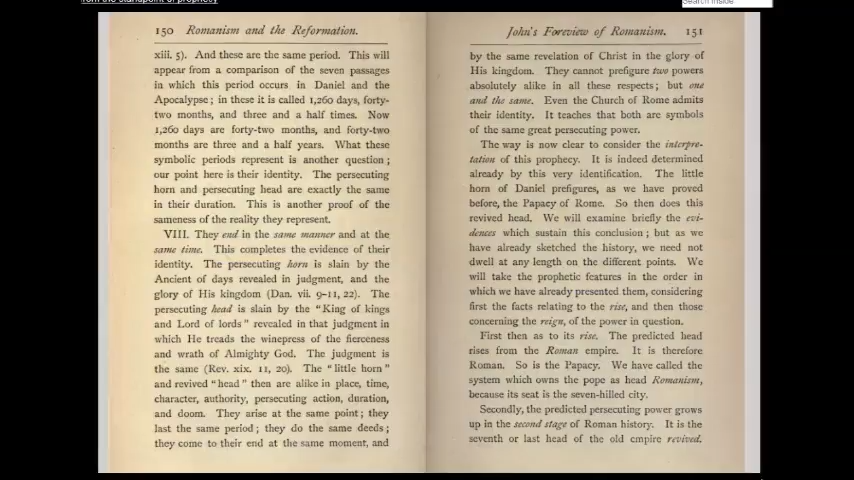 from the standpoint of prophecy
Search inside
150 Romanism and the Reformation.
xiii. 5). And these are the same period. This will
appear from a comparison of the seven passages
in which this period occurs in Daniel and the
Apocalypse; in these it is called 1,260 days, forty-
two months, and three and a half times. Now
1,260 days are forty-two months, and forty-two
months are three and a half years. What these
symbolic periods represent is another question;
our point here is their identity. The persecuting
horn and persecuting head are exactly the same
in their duration. This is another proof of the
sameness of the reality they represent.
VIII. They end in the same manner and at the
same time. This completes the evidence of their
identity. The persecuting horn is slain by the
Ancient of days revealed in judgment, and the
glory of His kingdom (Dan. vii. 9-11, 22). The
persecuting head is slain by the "King of kings
and Lord of lords" revealed in that judgment in
which He treads the winepress of the fierceness
and wrath of Almighty God. The judgment is
the same (Rev. xix. 11, 20). The "little horn"
and revived "head" then are alike in place, time,
character, authority, persecuting action, duration,
and doom. They arise at the same point; they
last the same period; they do the same deeds;
they come to their end at the same moment, and
John's Foreview of Romanism. 151
by the same revelation of Christ in the glory of
His kingdom. They cannot prefigure two powers
absolutely alike in all these respects; but one
and the same. Even the Church of Rome admits
their identity. It teaches that both are symbols
of the same great persecuting power.
The way is now clear to consider the interpre-
tation of this prophecy. It is indeed determined
already by this very identification. The little
horn of Daniel prefigures, as we have proved
before, the Papacy of Rome. So then does this
revived head. We will examine briefly the evi-
dences which sustain this conclusion; but as we
have already sketched the history, we need not
dwell at any length on the different points. We
will take the prophetic features in the order in
which we have already presented them, considering
first the facts relating to the rise, and then those
concerning the reign, of the power in question.
First then as to its rise. The predicted head
rises from the Roman empire. It is therefore
Roman. So is the Papacy. We have called the
system which owns the pope as head Romanism,
because its seat is the seven-hilled city.
Secondly, the predicted persecuting power grows
up in the second stage of Roman history. It is the
seventh or last head of the old empire revived.